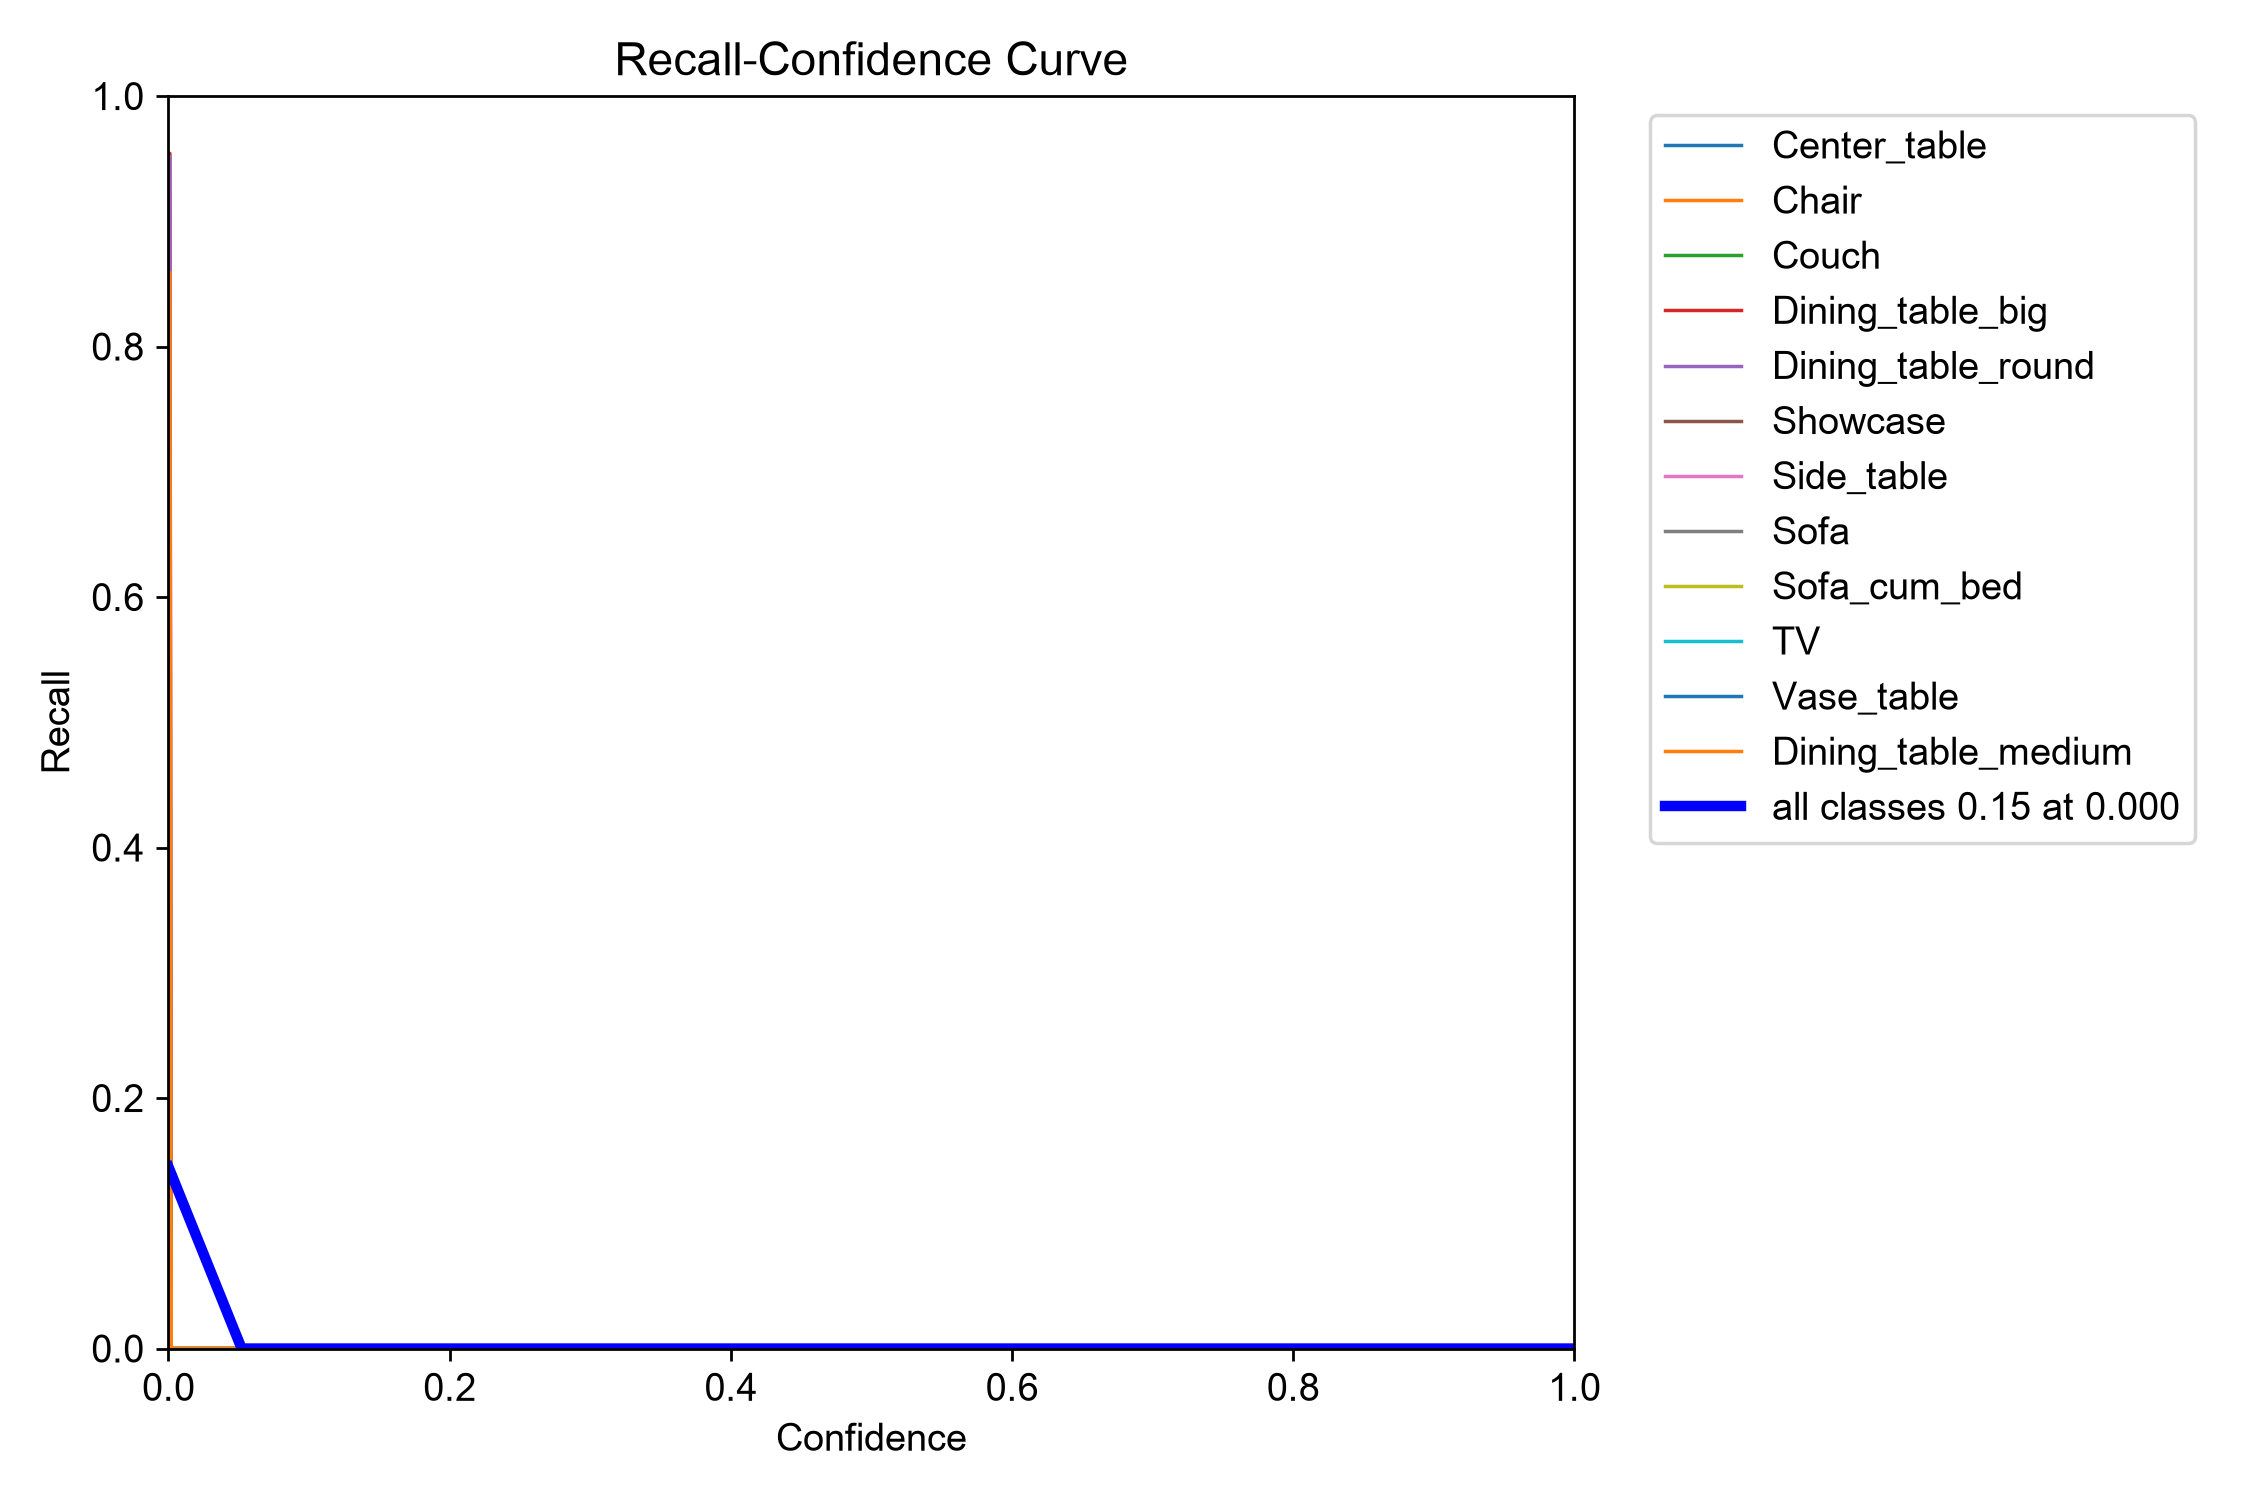 Recall-Confidence Curve
1.0
0.8
0.6
0.4
0.2
0.0
Recall
0.0 0.2 0.4 0.6 0.8 1.0
Confidence
Center_table
Chair
Couch
Dining_table_big
Dining_table_round
Showcase
Side_table
Sofa
Sofa_cum_bed
TV
Vase_table
Dining_table_medium
all classes 0.15 at 0.000